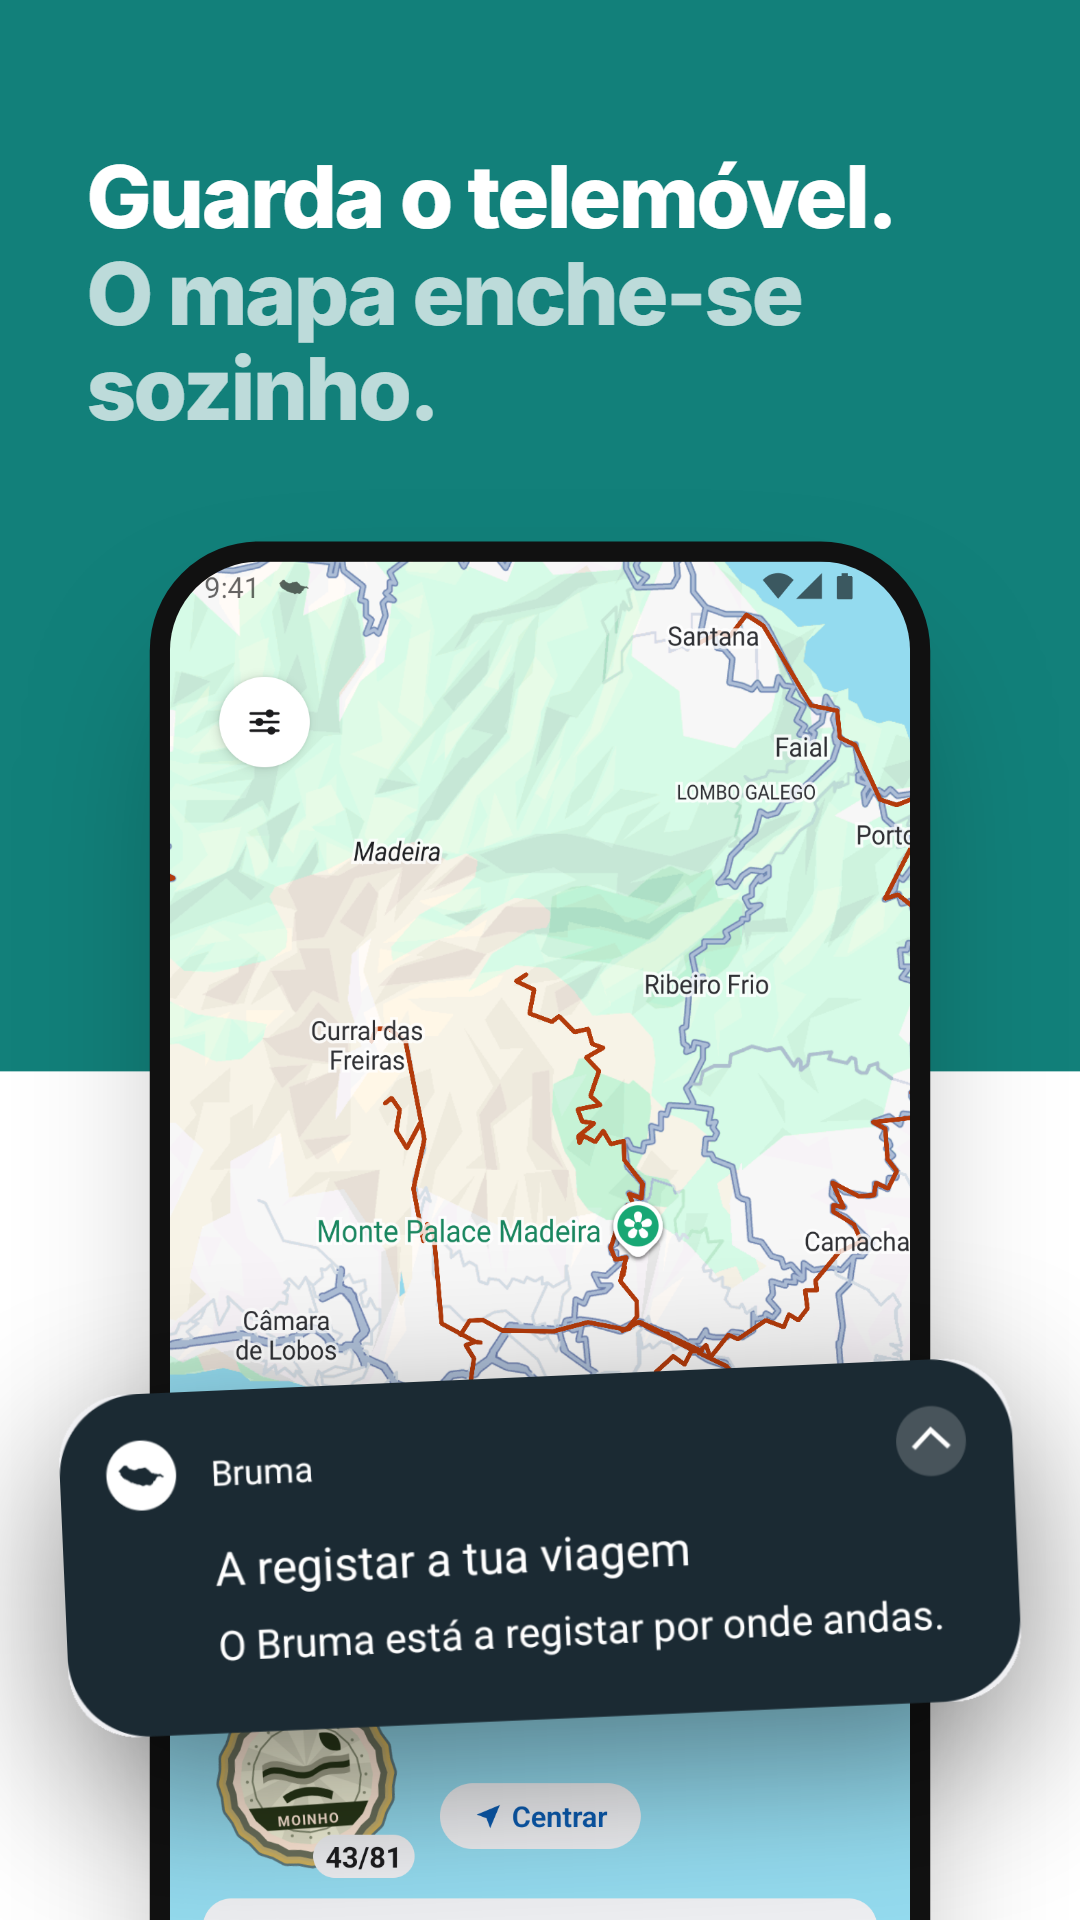 Guarda o telemóvel.
O mapa enche-se
sozinho.
9:41
Santana
Faial
LOMBO GALEGO
Porto
Madeira
Ribeiro Frio
Curral das
Freiras
Monte Palace Madeira
Camacha
Câmara
de Lobos
Bruma
A registar a tua viagem
O Bruma está a registar por onde andas.
MOINHO
43/81
Centrar